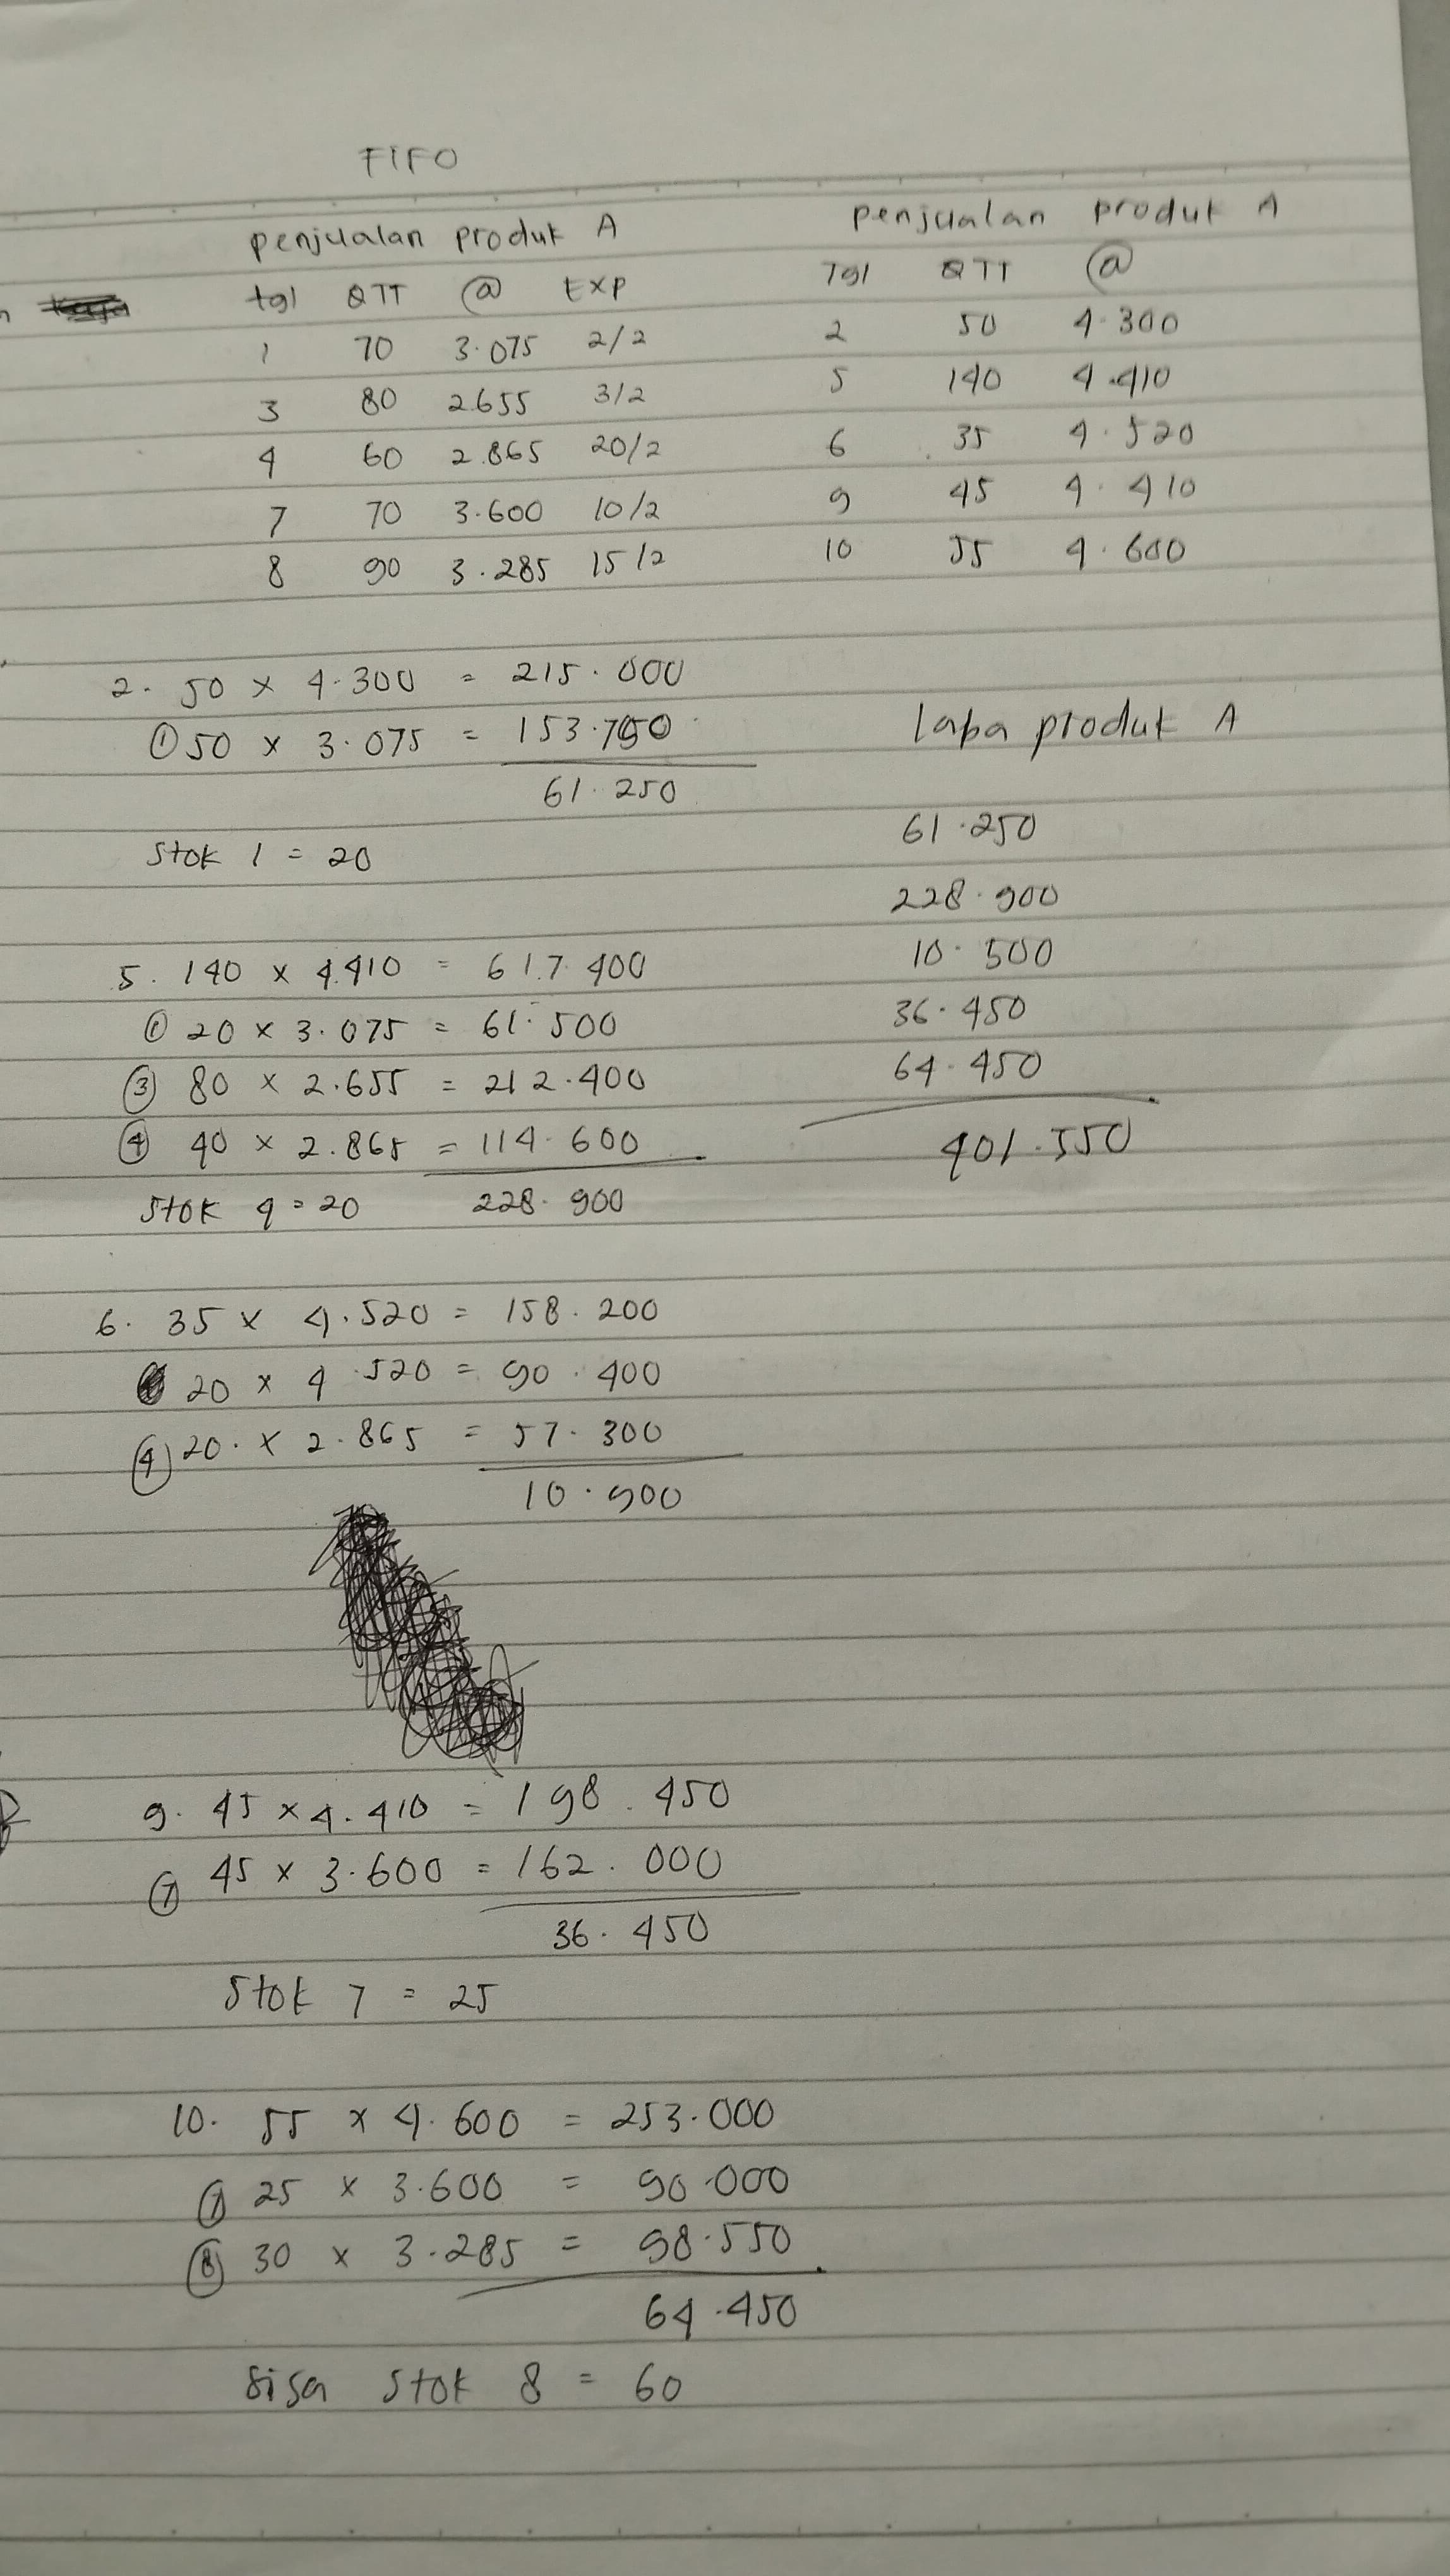 FIFO
penjualan produk A
tgl QTT @ EXP
1 70 3.075 2/2
3 80 2.655 3/2
4 60 2.865 20/2
7 70 3.600 10/2
8 90 3.285 15/2
penjualan produk A
Tgl QTT @
2 50 4.300
5 140 4.410
6 35 4.520
9 45 4.410
10 55 4.600
2. 50 x 4.300 = 215.000
① 50 x 3.075 = 153.750
61.250
Stok 1 = 20
5. 140 x 4.410 = 617.400
① 20 x 3.075 = 61.500
③ 80 x 2.655 = 212.400
④ 40 x 2.865 = 114.600
Stok 4 = 20 228.900
6. 35 x 4.520 = 158.200
20 x 4.520 = 90.400
④ 20 x 2.865 = 57.300
10.900
9. 45 x 4.410 = 198.450
⑦ 45 x 3.600 = 162.000
36.450
Stok 7 = 25
10. 55 x 4.600 = 253.000
⑦ 25 x 3.600 = 90.000
⑧ 30 x 3.285 = 98.550
64.450
Sisa Stok 8 = 60
laba produk A
61.250
228.900
10.500
36.450
64.450
401.550